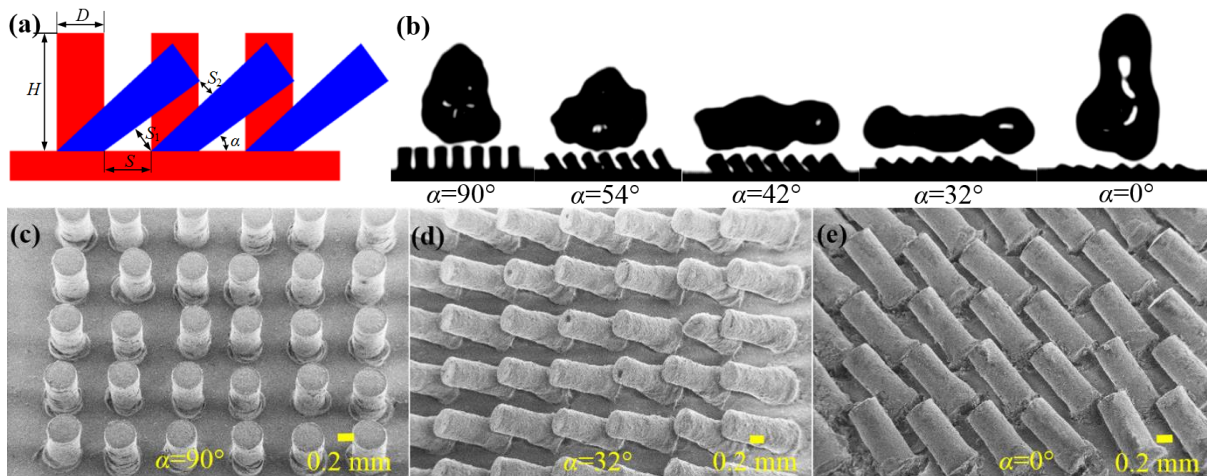 (a)
D
H
S
S1
S2
α
(b)
α=90°
α=54°
α=42°
α=32°
α=0°
(c)
α=90°
0.2 mm
(d)
α=32°
0.2 mm
(e)
α=0°
0.2 mm